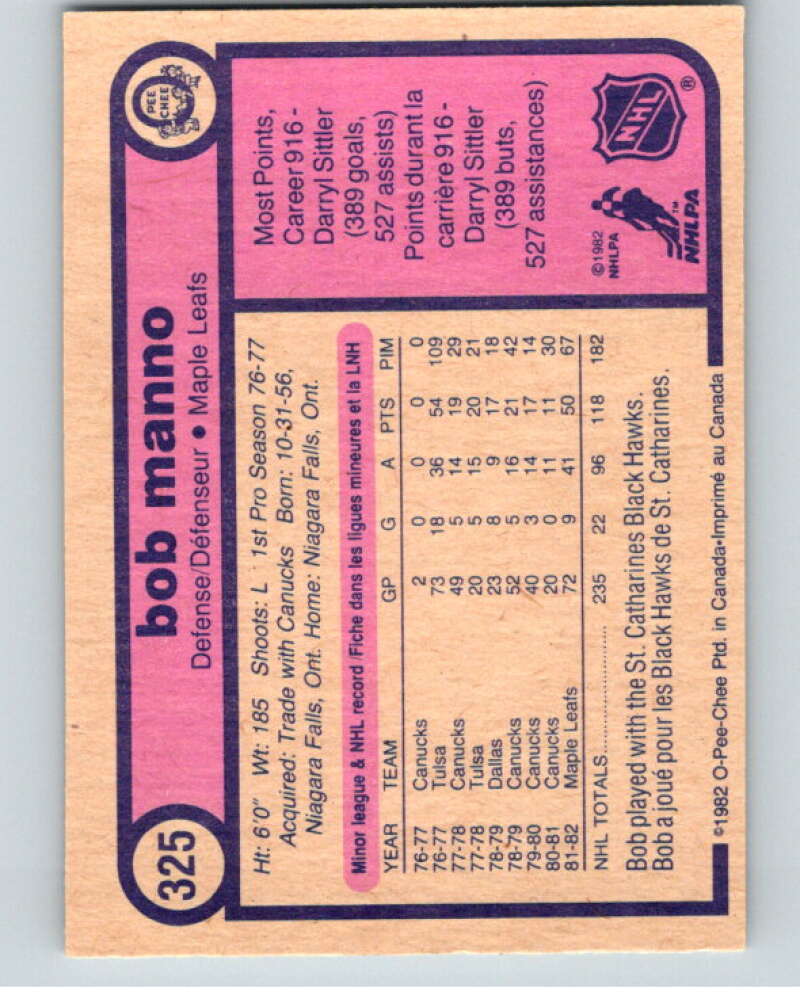 325
bob manno
Defense/Défenseur ● Maple Leafs
O PEE CHEE
Ht: 6'0" Wt: 185 Shoots: L 1st Pro Season 76-77
Acquired: Trade with Canucks Born: 10-31-56,
Niagara Falls, Ont. Home: Niagara Falls, Ont.
Minor league & NHL record/Fiche dans les ligues mineures et la LNH
YEAR TEAM GP G A PTS PIM
76-77 Canucks 2 0 0 0 0
76-77 Tulsa 73 18 36 54 109
77-78 Canucks 49 5 14 19 29
77-78 Tulsa 20 5 15 20 21
78-79 Dallas 23 8 9 17 18
78-79 Canucks 52 5 16 21 42
79-80 Canucks 40 3 14 17 14
80-81 Canucks 20 0 11 11 30
81-82 Maple Leafs 72 9 41 50 67
NHL TOTALS.................... 235 22 96 118 182
Bob played with the St. Catharines Black Hawks.
Bob a joué pour les Black Hawks de St. Catharines.
Most Points,
Career 916 -
Darryl Sittler
(389 goals,
527 assists)
Points durant la
carrière 916 -
Darryl Sittler
(389 buts,
527 assistances)
©1982
NHLPA
NHLPA™
NHL®
©1982 O-Pee-Chee Ptd. in Canada•Imprimé au Canada